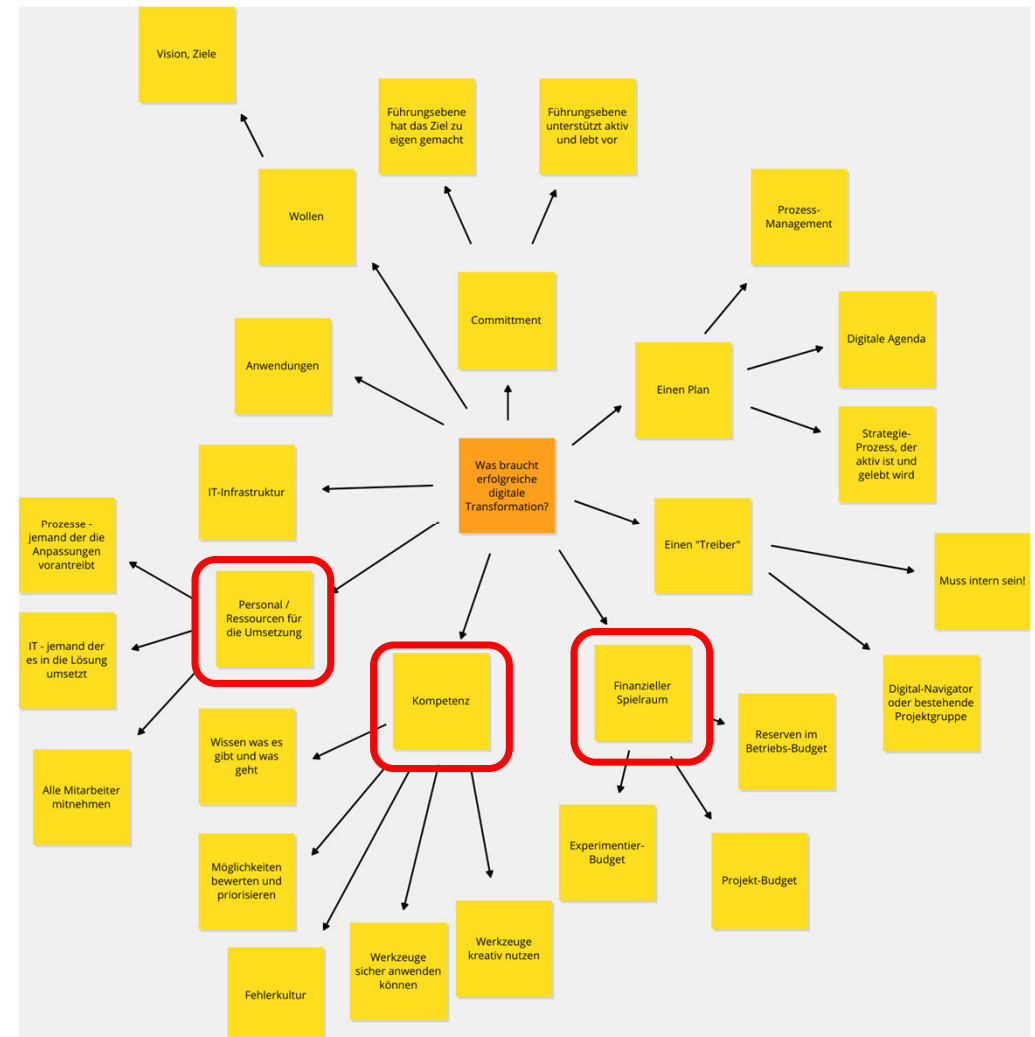 Vision, Ziele
Führungsebene
hat das Ziel zu
eigen gemacht
Führungsebene
unterstützt aktiv
und lebt vor
Wollen
Prozess-
Management
Committment
Anwendungen
Einen Plan
Digitale Agenda
Strategie-
Prozess, der
aktiv ist und
gelebt wird
Was braucht
erfolgreiche
digitale
Transformation?
IT-Infrastruktur
Einen "Treiber"
Muss intern sein!
Digital-Navigator
oder bestehende
Projektgruppe
Prozesse -
jemand der die
Anpassungen
vorantreibt
Personal /
Ressourcen für
die Umsetzung
IT - jemand der
es in die Lösung
umsetzt
Alle Mitarbeiter
mitnehmen
Kompetenz
Finanzieller
Spielraum
Reserven im
Betriebs-Budget
Wissen was es
gibt und was
geht
Möglichkeiten
bewerten und
priorisieren
Fehlerkultur
Werkzeuge
sicher anwenden
können
Werkzeuge
kreativ nutzen
Experimentier-
Budget
Projekt-Budget